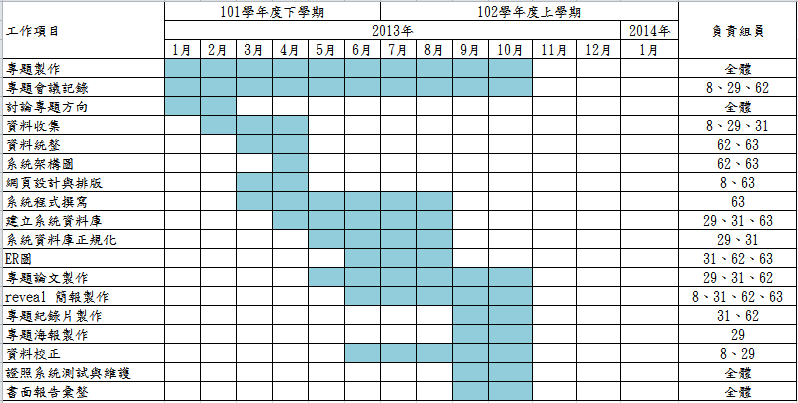 101學年度下學期 102學年度上學期
工作項目 2013年 2014年 負責組員
1月 2月 3月 4月 5月 6月 7月 8月 9月 10月 11月 12月 1月
專題製作 全體
專題會議記錄 8、29、62
討論專題方向 全體
資料收集 8、29、31
資料統整 62、63
系統架構圖 62、63
網頁設計與排版 8、63
系統程式撰寫 63
建立系統資料庫 29、31、63
系統資料庫正規化 29、31
ER圖 31、62、63
專題論文製作 29、31、62
reveal 簡報製作 8、31、62、63
專題紀錄片製作 31、62
專題海報製作 29
資料校正 8、29
證照系統測試與維護 全體
書面報告彙整 全體